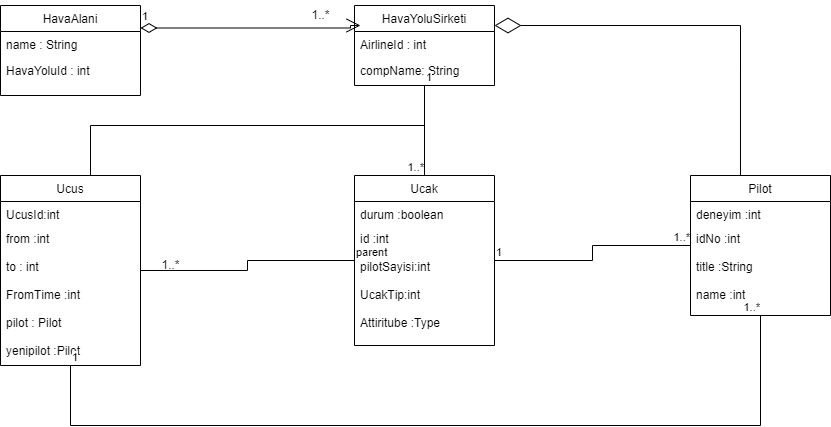 HavaAlani
name : String
HavaYoluId : int
1
1..*
HavaYoluSirketi
AirlineId : int
compName: String
1
1..*
Ucus
UcusId:int
from :int
to : int
FromTime :int
pilot : Pilot
yenipilot :Pilot
1
1..*
Ucak
durum :boolean
id :int
parent
pilotSayisi:int
UcakTip:int
Attiritube :Type
1
1..*
Pilot
deneyim :int
idNo :int
title :String
name :int
1..*